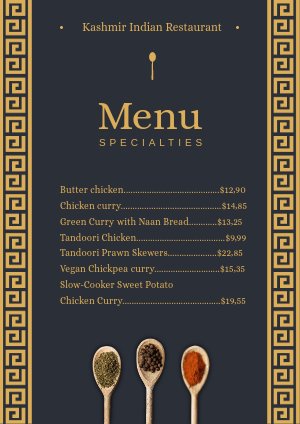 • Kashmir Indian Restaurant •
Menu
SPECIALTIES
Butter chicken..........................................$12,90
Chicken curry............................................$14,85
Green Curry with Naan Bread............$13,25
Tandoori Chicken.......................................$9,99
Tandoori Prawn Skewers.....................$22,85
Vegan Chickpea curry............................$15,35
Slow-Cooker Sweet Potato
Chicken Curry...........................................$19,55